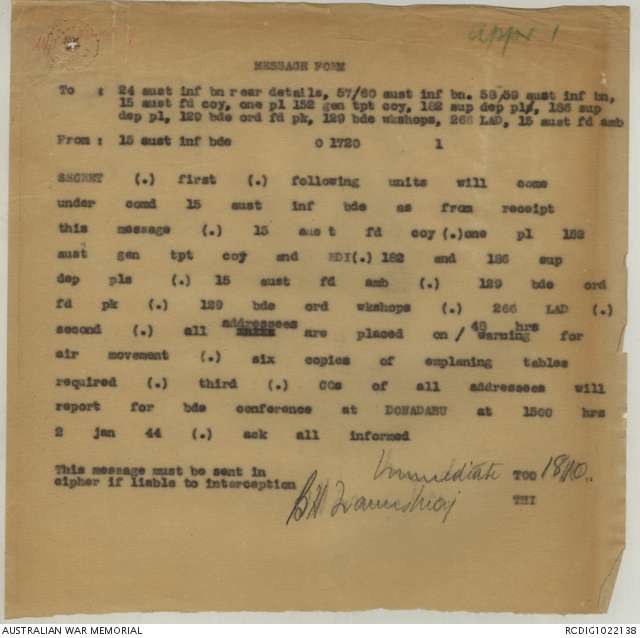 appx 1
MESSAGE FORM
To : 24 aust inf bn rear details, 57/60 aust inf bn. 58/59 aust inf bn,
15 aust fd coy, one pl 152 gen tpt coy, 182 sup dep pl, 186 sup
dep pl, 129 bde ord fd pk, 129 bde wkshops, 266 LAD, 15 aust fd amb
From : 15 aust inf bde O 1720 1
SECRET (.) first (.) following units will come
under comd 15 aust inf bde as from receipt
this message (.) 15 aust fd coy (.) one pl 152
aust gen tpt coy and EDI(.) 182 and 186 sup
dep pls (.) 15 aust fd amb (.) 129 bde ord
fd pk (.) 129 bde ord wkshops (.) 266 LAD (.)
second (.) all addressees are placed on / 48 hrs warning for
air movement (.) six copies of emplaning tables
required (.) third (.) COs of all addressees will
report for bde conference at DONADABU at 1500 hrs
2 jan 44 (.) ack all informed
This message must be sent in Immediate TOO 1810.
cipher if liable to interception THI
AUSTRALIAN WAR MEMORIAL RCDIG1022138